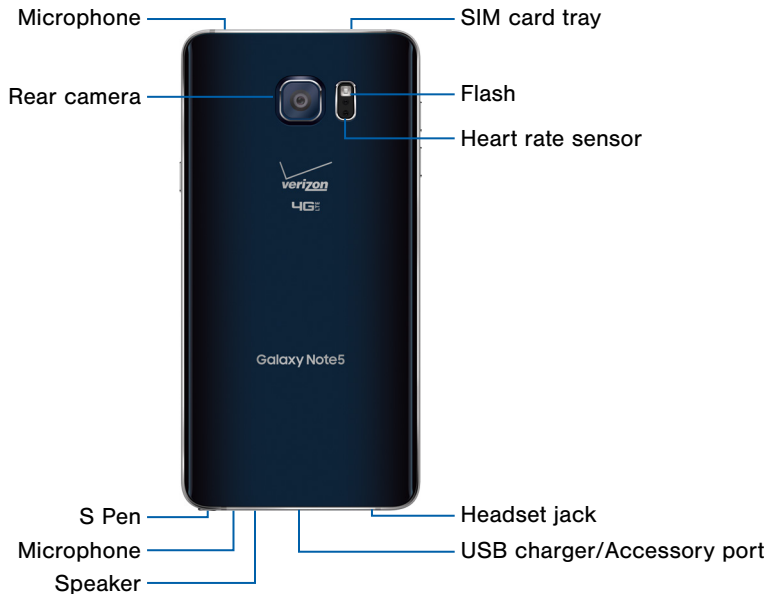 Microphone
SIM card tray
Rear camera
Flash
Heart rate sensor
verizon
4G LTE
Galaxy Note5
S Pen
Headset jack
Microphone
USB charger/Accessory port
Speaker